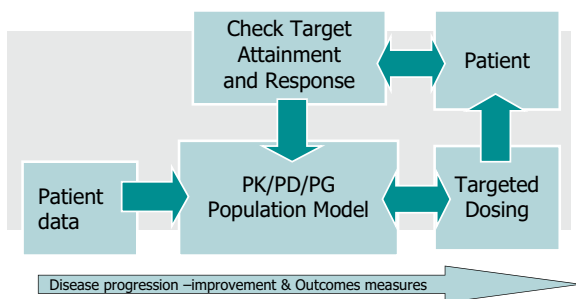 Check Target
Attainment
and Response
Patient
Patient
data
PK/PD/PG
Population Model
Targeted
Dosing
Disease progression –improvement & Outcomes measures